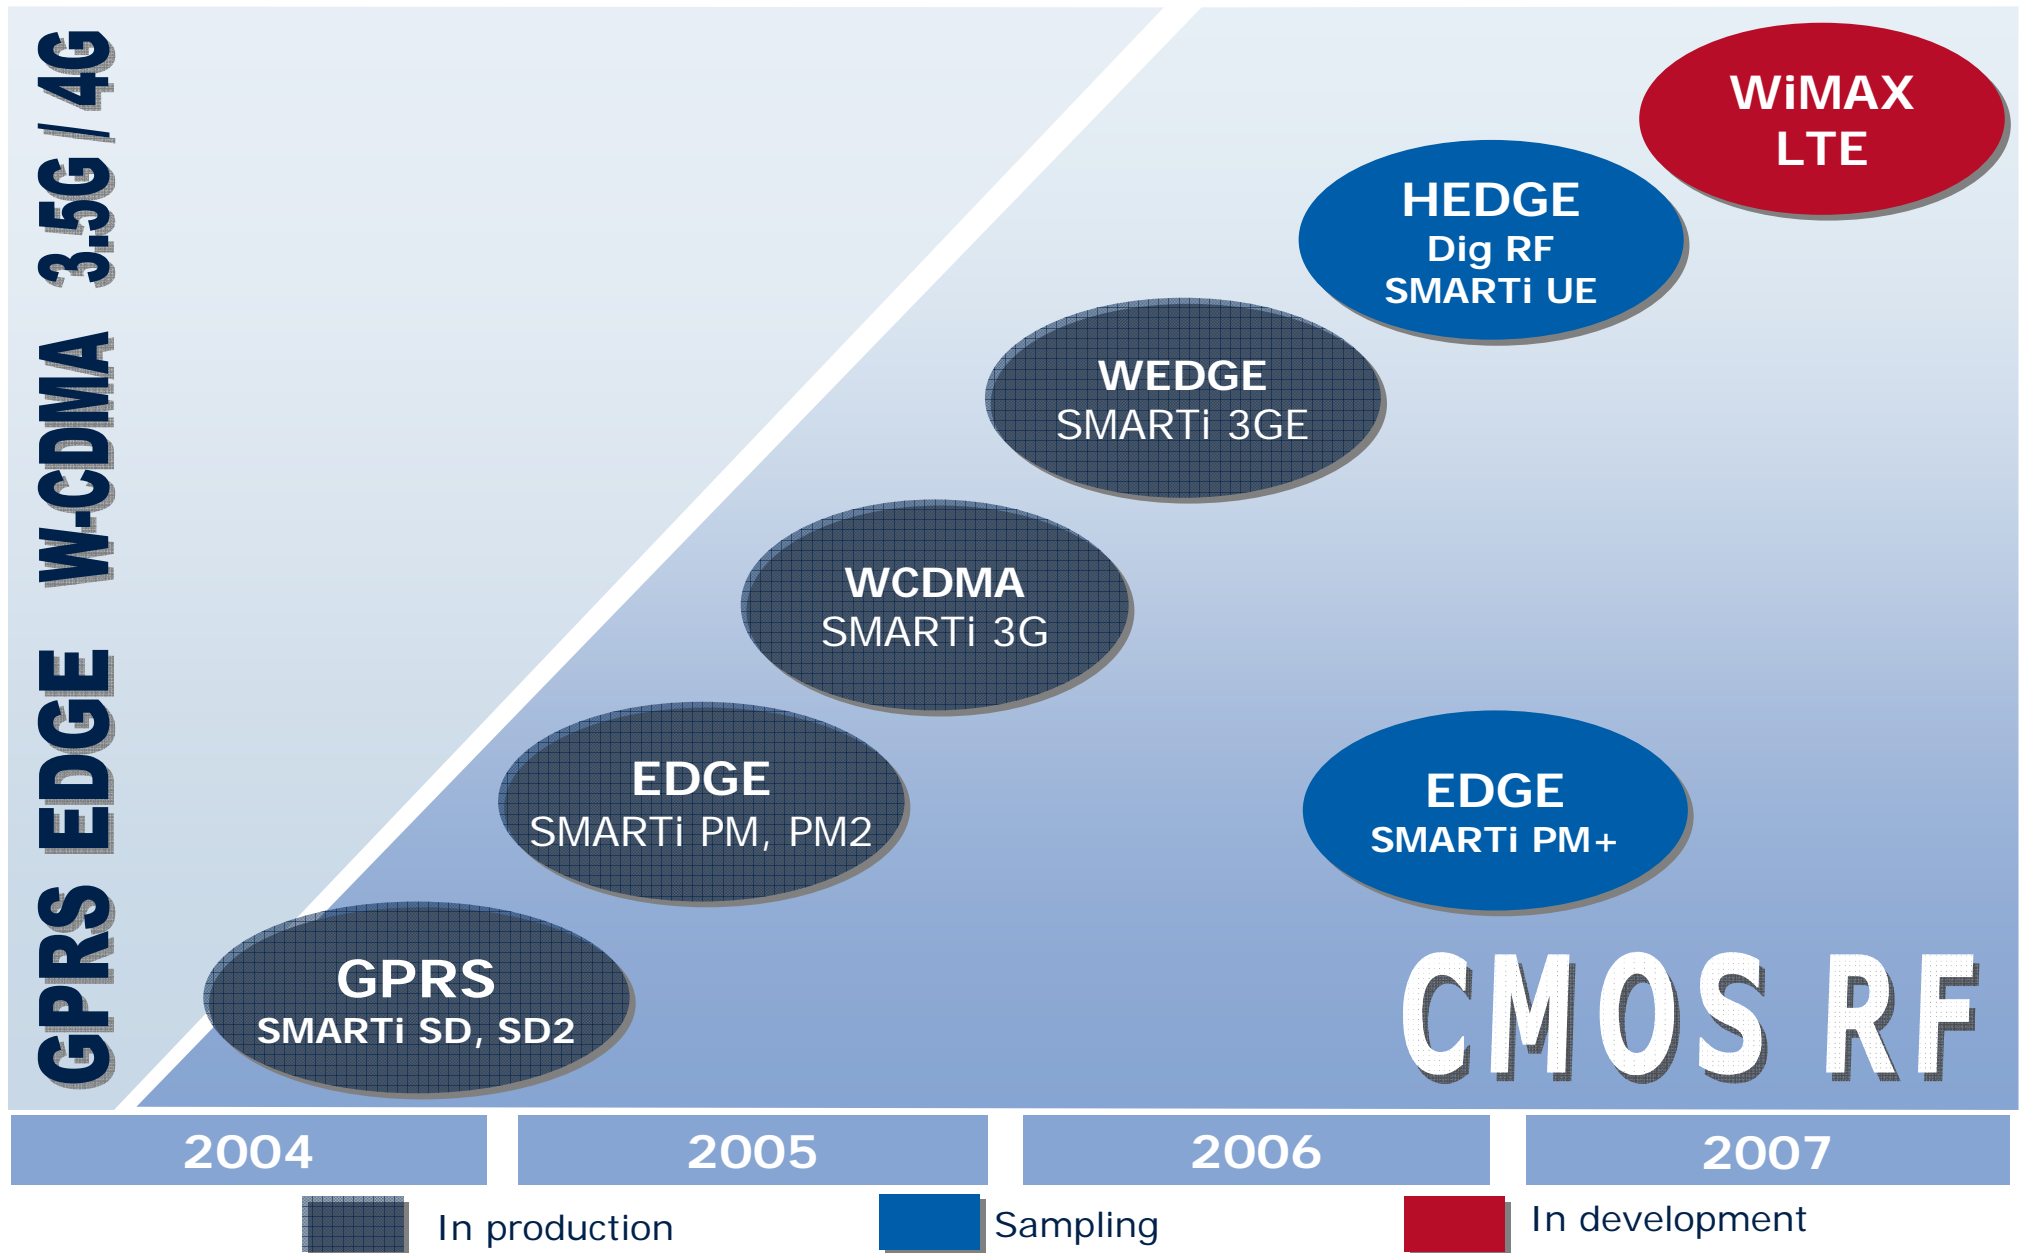 GPRS EDGE W-CDMA 3.5G / 4G
WiMAX
LTE
HEDGE
Dig RF
SMARTi UE
WEDGE
SMARTi 3GE
WCDMA
SMARTi 3G
EDGE
SMARTi PM, PM2
EDGE
SMARTi PM+
GPRS
SMARTi SD, SD2
CMOS RF
2004
2005
2006
2007
In production
Sampling
In development